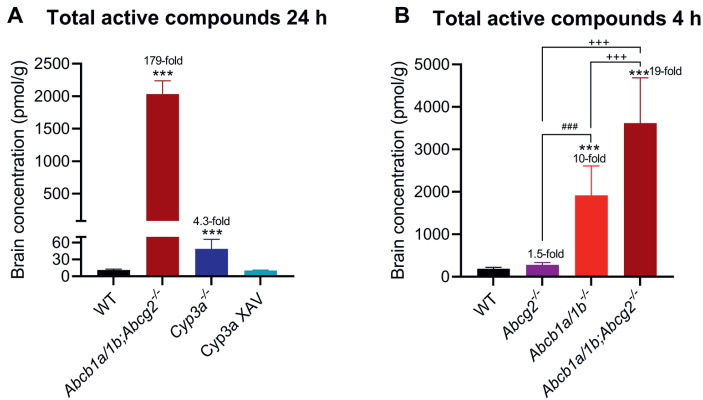 A Total active compounds 24 h
Brain concentration (pmol/g)
2500
2000
1500
1000
500
60
30
0
179-fold
***
4.3-fold
***
WT
Abcb1a/1b;Abcg2-/-
Cyp3a-/-
Cyp3a XAV
B Total active compounds 4 h
Brain concentration (pmol/g)
5000
4000
3000
2000
1000
0
+++
+++
***19-fold
###
***
10-fold
1.5-fold
WT
Abcg2-/-
Abcb1a/1b-/-
Abcb1a/1b;Abcg2-/-